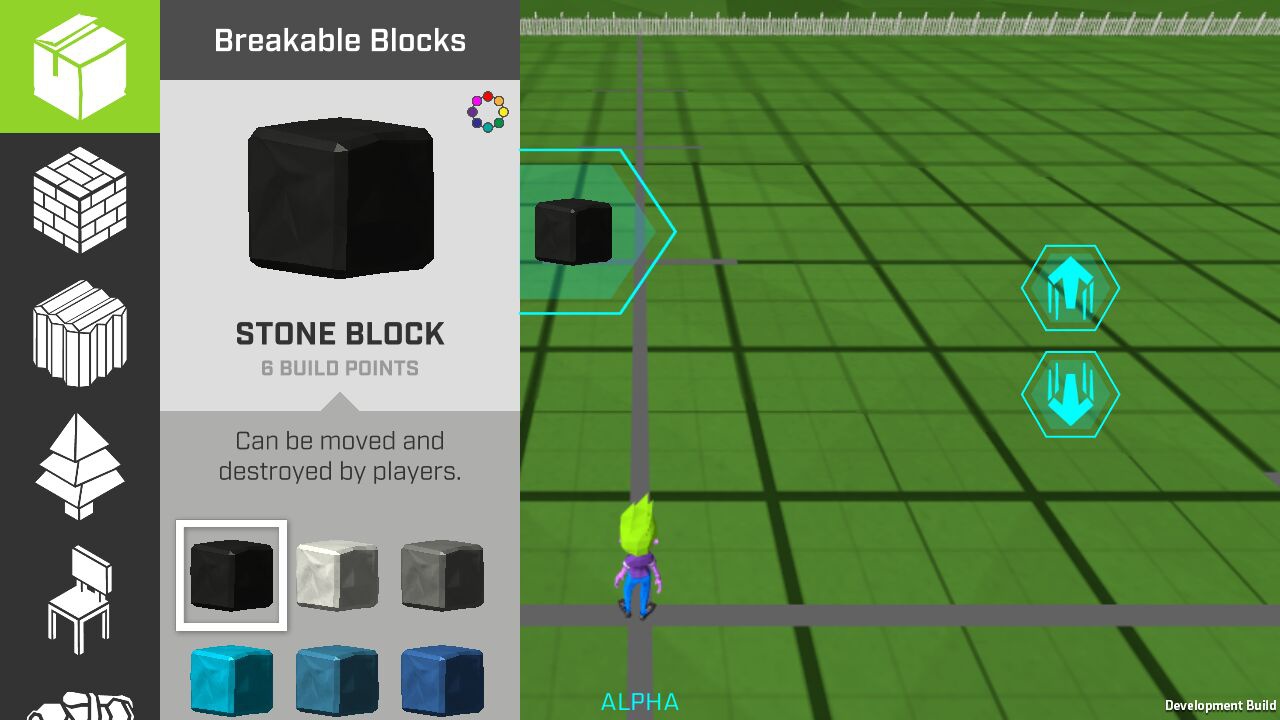 Breakable Blocks
STONE BLOCK
6 BUILD POINTS
Can be moved and
destroyed by players.
ALPHA
Development Build